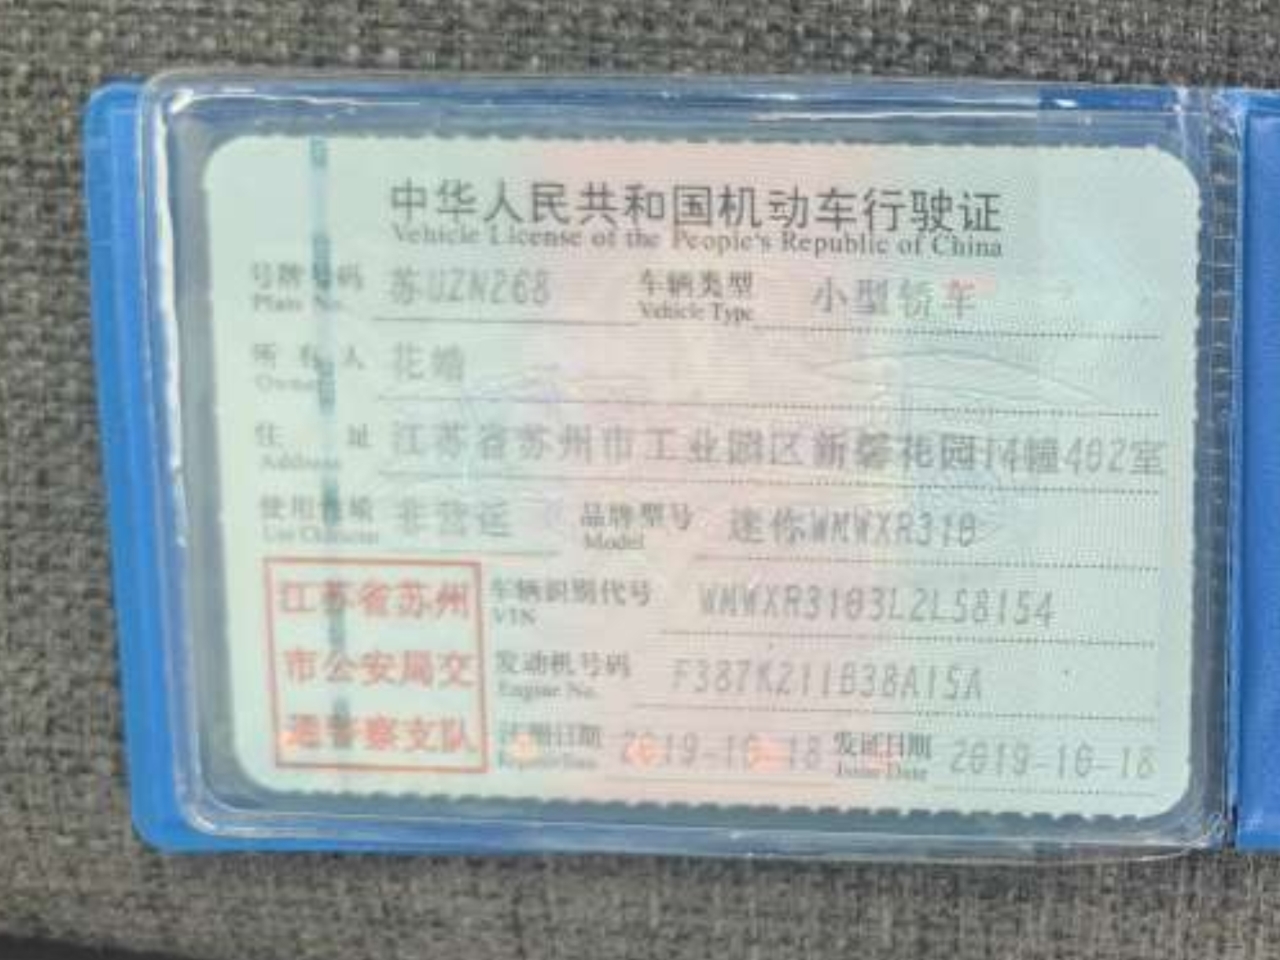 中华人民共和国机动车行驶证
Vehicle License of the People's Republic of China
号牌号码 苏UZN268 车辆类型 小型轿车
Plate No. Vehicle Type
所有人 花
Owner
住址 江苏省苏州市工业园区新馨花园14幢402室
Address
使用性质 非营运 品牌型号 迷你WMWXR310
Use Character Model
江苏省苏州
市公安局交
通警察支队
车辆识别代号 WMWXR3103L2L58154
VIN
发动机号码
Engine No.
注册日期 2019-10-18 发证日期 2019-10-18
Register Date Issue Date